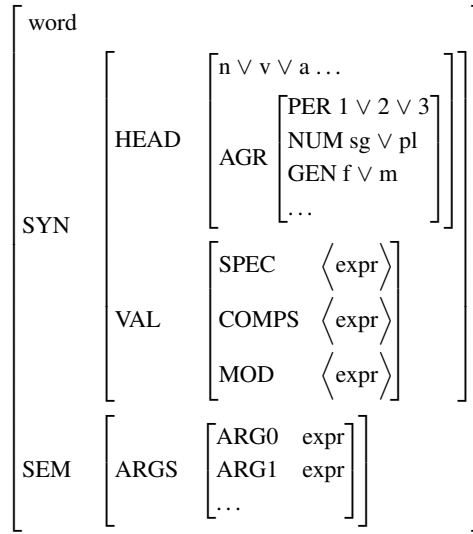 word
n ∨ v ∨ a ...
PER 1 ∨ 2 ∨ 3
HEAD
NUM sg ∨ pl
AGR
GEN f ∨ m
...
SYN
SPEC ⟨expr⟩
VAL COMPS ⟨expr⟩
MOD ⟨expr⟩
ARG0 expr
SEM ARGS ARG1 expr
...